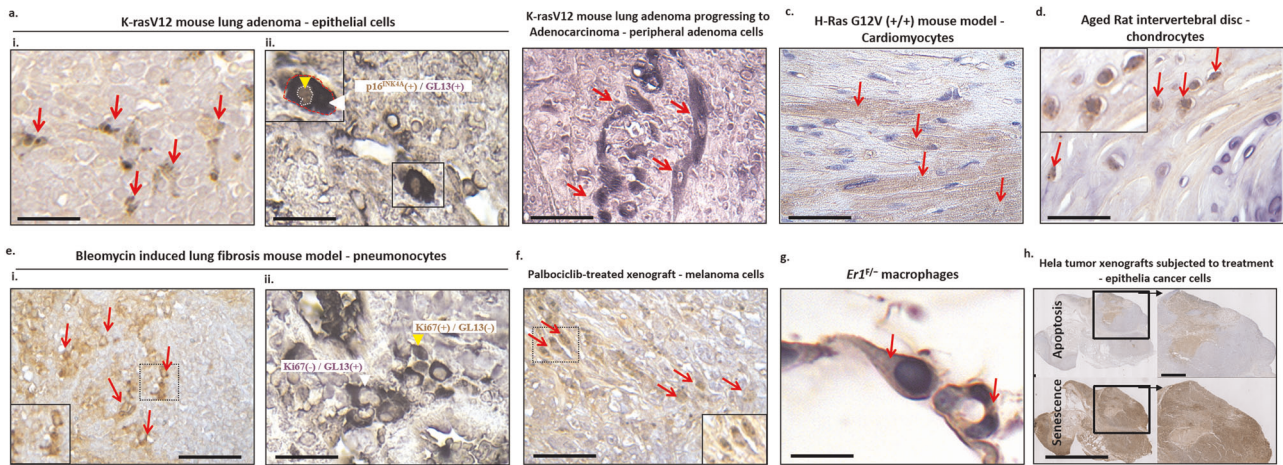 a.
K-rasV12 mouse lung adenoma - epithelial cells
i.
ii.
p16INK4A(+) / GL13(+)
K-rasV12 mouse lung adenoma progressing to
Adenocarcinoma - peripheral adenoma cells
c.
H-Ras G12V (+/+) mouse model -
Cardiomyocytes
d.
Aged Rat intervertebral disc -
chondrocytes
e.
Bleomycin induced lung fibrosis mouse model - pneumonocytes
i.
ii.
Ki67(+) / GL13(-)
Ki67(-) / GL13(+)
f.
Palbociclib-treated xenograft - melanoma cells
g.
Er1F/− macrophages
h.
Hela tumor xenografts subjected to treatment
- epithelia cancer cells
Apoptosis
Senescence